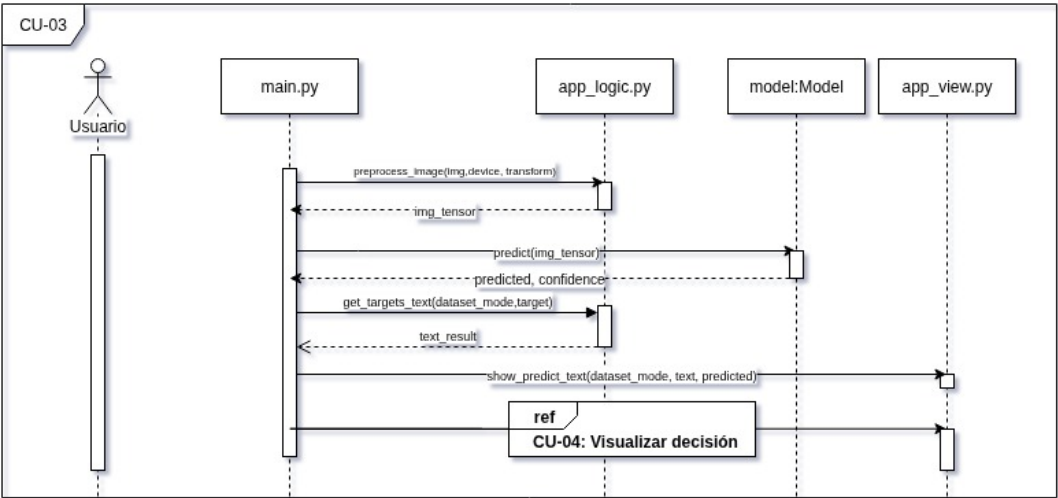 CU-03
Usuario
main.py
app_logic.py
model:Model
app_view.py
preprocess_image(img,device, transform)
img_tensor
predict(img_tensor)
predicted, confidence
get_targets_text(dataset_mode,target)
text_result
show_predict_text(dataset_mode, text, predicted)
ref
CU-04: Visualizar decisión